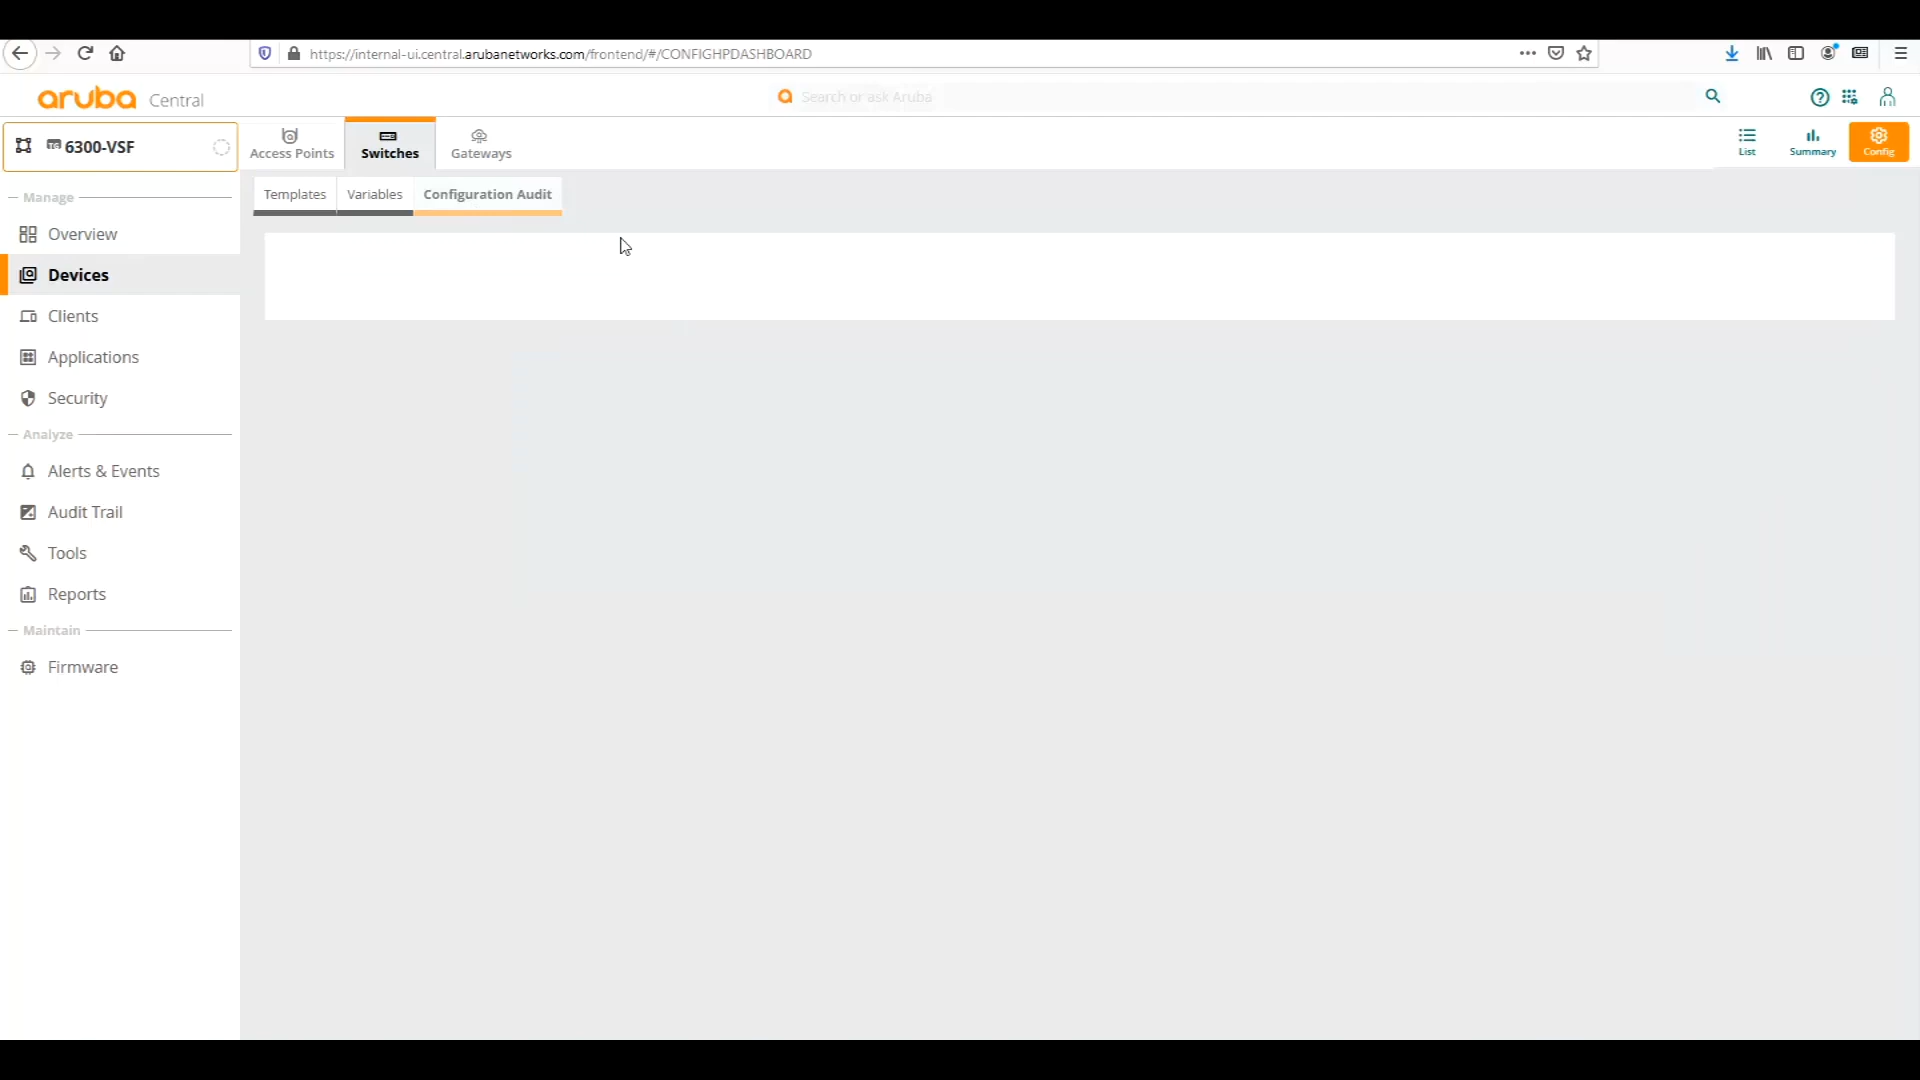 https://internal-ui.central.arubanetworks.com/frontend/#/CONFIGHPDASHBOARD
aruba Central
Search or ask Aruba
TG 6300-VSF
Access Points
Switches
Gateways
List
Summary
Config
Templates
Variables
Configuration Audit
Manage
Overview
Devices
Clients
Applications
Security
Analyze
Alerts & Events
Audit Trail
Tools
Reports
Maintain
Firmware